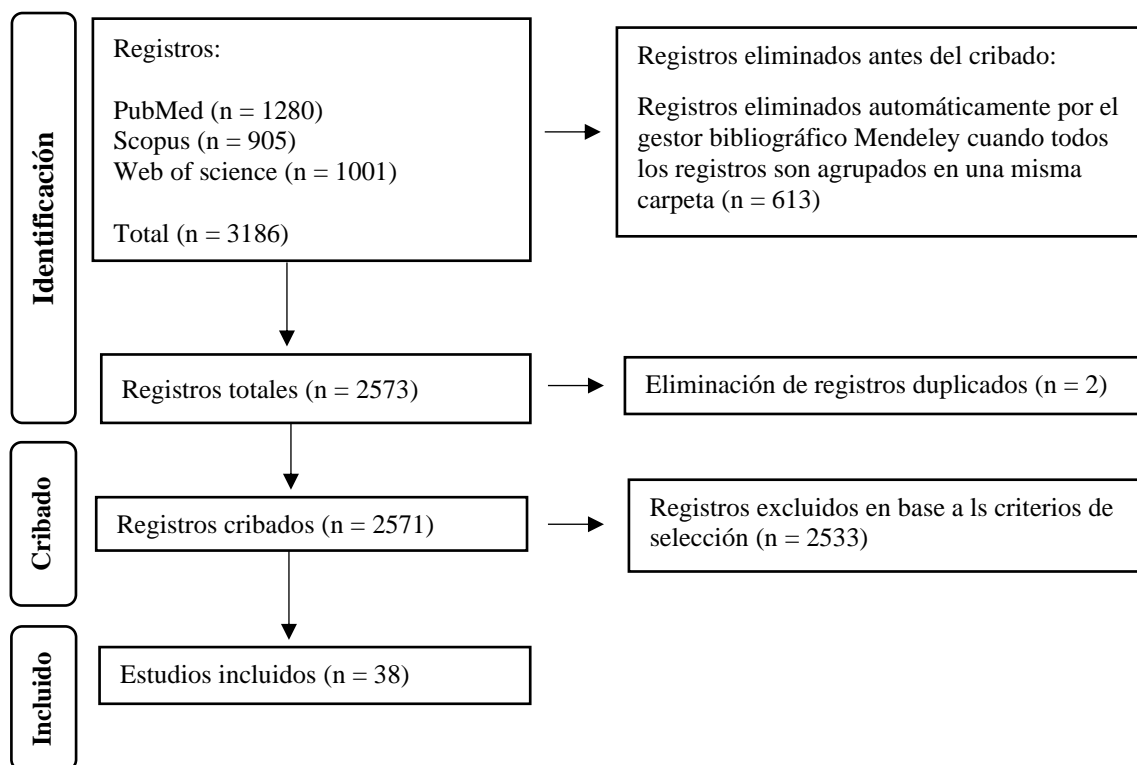 Identificación
Registros:
PubMed (n = 1280)
Scopus (n = 905)
Web of science (n = 1001)
Total (n = 3186)
Registros eliminados antes del cribado:
Registros eliminados automáticamente por el
gestor bibliográfico Mendeley cuando todos
los registros son agrupados en una misma
carpeta (n = 613)
Registros totales (n = 2573)
Eliminación de registros duplicados (n = 2)
Cribado
Registros cribados (n = 2571)
Registros excluidos en base a ls criterios de
selección (n = 2533)
Incluido
Estudios incluidos (n = 38)